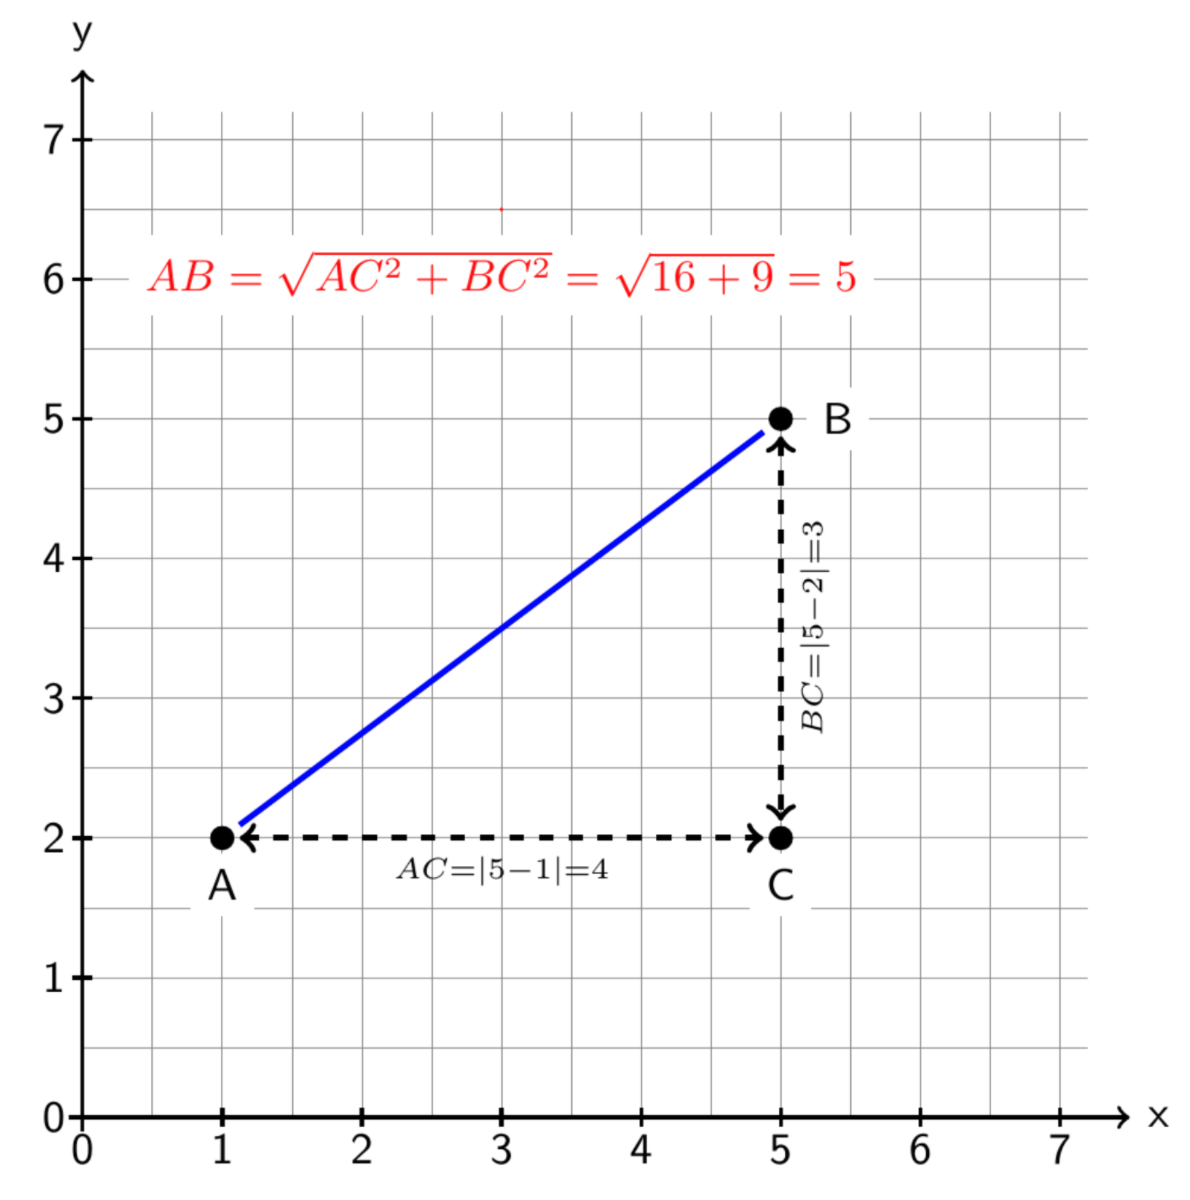 y
7
6
AB = √AC² + BC² = √16 + 9 = 5
5
B
4
BC=|5−2|=3
3
2
AC=|5−1|=4
A
C
1
0
x
0 1 2 3 4 5 6 7